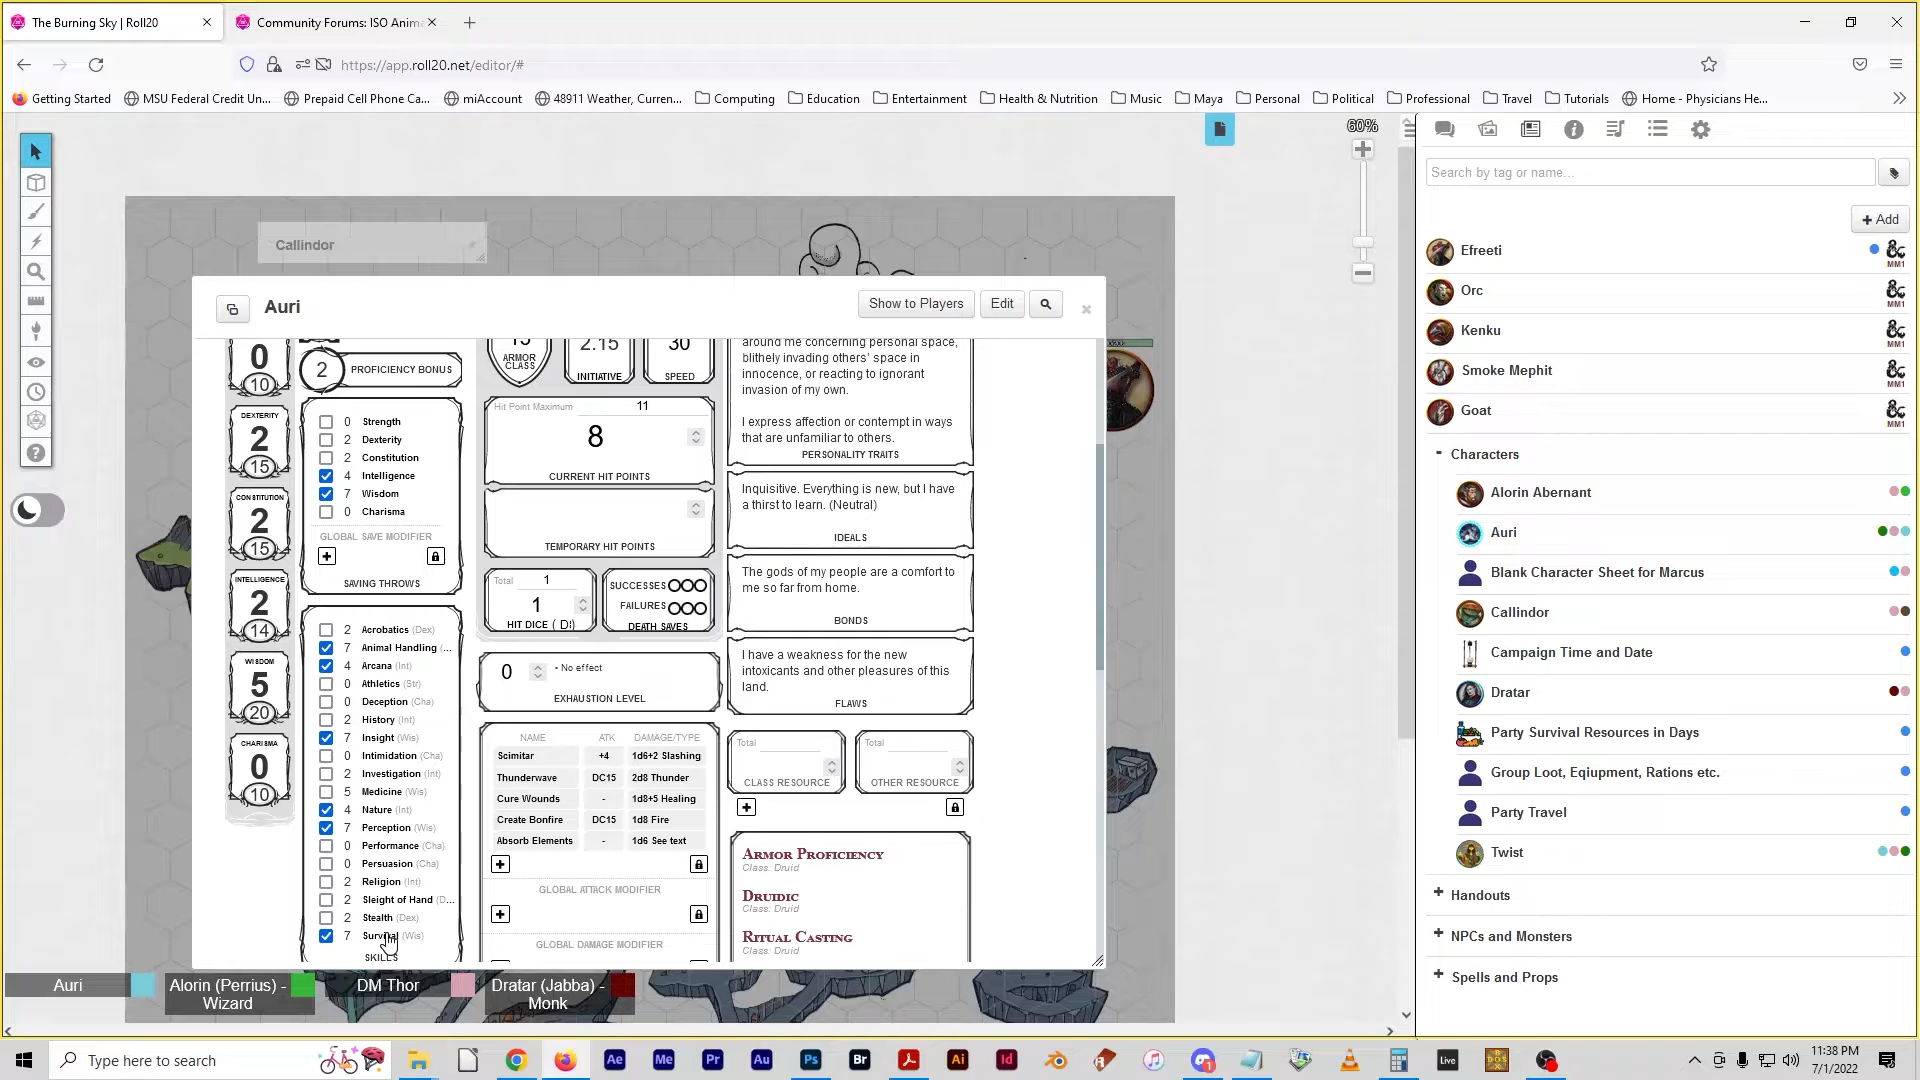 The Burning Sky | Roll20
Community Forums: ISO Anima
https://app.roll20.net/editor/#
Getting Started
MSU Federal Credit Un...
Prepaid Cell Phone Ca...
miAccount
48911 Weather, Curren...
Computing
Education
Entertainment
Health & Nutrition
Music
Maya
Personal
Political
Professional
Travel
Tutorials
Home - Physicians He...
60%
Search by tag or name...
+ Add
Callindor
Auri
Show to Players
Edit
0
10
2
PROFICIENCY BONUS
DEXTERITY
2
15
CONSTITUTION
2
15
INTELLIGENCE
2
14
WISDOM
5
20
CHARISMA
0
10
0 Strength
2 Dexterity
2 Constitution
4 Intelligence
7 Wisdom
0 Charisma
GLOBAL SAVE MODIFIER
SAVING THROWS
2 Acrobatics (Dex)
7 Animal Handling (...
4 Arcana (Int)
0 Athletics (Str)
0 Deception (Cha)
2 History (Int)
7 Insight (Wis)
0 Intimidation (Cha)
2 Investigation (Int)
5 Medicine (Wis)
4 Nature (Int)
7 Perception (Wis)
0 Performance (Cha)
0 Persuasion (Cha)
2 Religion (Int)
2 Sleight of Hand (D...
2 Stealth (Dex)
7 Survival (Wis)
SKILLS
ARMOR
CLASS
2.15
INITIATIVE
30
SPEED
Hit Point Maximum 11
8
CURRENT HIT POINTS
TEMPORARY HIT POINTS
Total 1
1
HIT DICE (
SUCCESSES
FAILURES
DEATH SAVES
0
• No effect
EXHAUSTION LEVEL
NAME ATK DAMAGE/TYPE
Scimitar +4 1d6+2 Slashing
Thunderwave DC15 2d8 Thunder
Cure Wounds - 1d8+5 Healing
Create Bonfire DC15 1d8 Fire
Absorb Elements - 1d6 See text
GLOBAL ATTACK MODIFIER
GLOBAL DAMAGE MODIFIER
around me concerning personal space,
blithely invading others' space in
innocence, or reacting to ignorant
invasion of my own.
I express affection or contempt in ways
that are unfamiliar to others.
PERSONALITY TRAITS
Inquisitive. Everything is new, but I have
a thirst to learn. (Neutral)
IDEALS
The gods of my people are a comfort to
me so far from home.
BONDS
I have a weakness for the new
intoxicants and other pleasures of this
land.
FLAWS
Total
CLASS RESOURCE
Total
OTHER RESOURCE
ARMOR PROFICIENCY
Class: Druid
DRUIDIC
Class: Druid
RITUAL CASTING
Class: Druid
Efreeti
MM1
Orc
MM1
Kenku
MM1
Smoke Mephit
MM1
Goat
MM1
- Characters
Alorin Abernant
Auri
Blank Character Sheet for Marcus
Callindor
Campaign Time and Date
Dratar
Party Survival Resources in Days
Group Loot, Eqiupment, Rations etc.
Party Travel
Twist
+ Handouts
+ NPCs and Monsters
+ Spells and Props
Auri
Alorin (Perrius) -
Wizard
DM Thor
Dratar (Jabba) -
Monk
Type here to search
Ae
Me
Pr
Au
Ps
Br
Ai
Id
Live
11:38 PM
7/1/2022